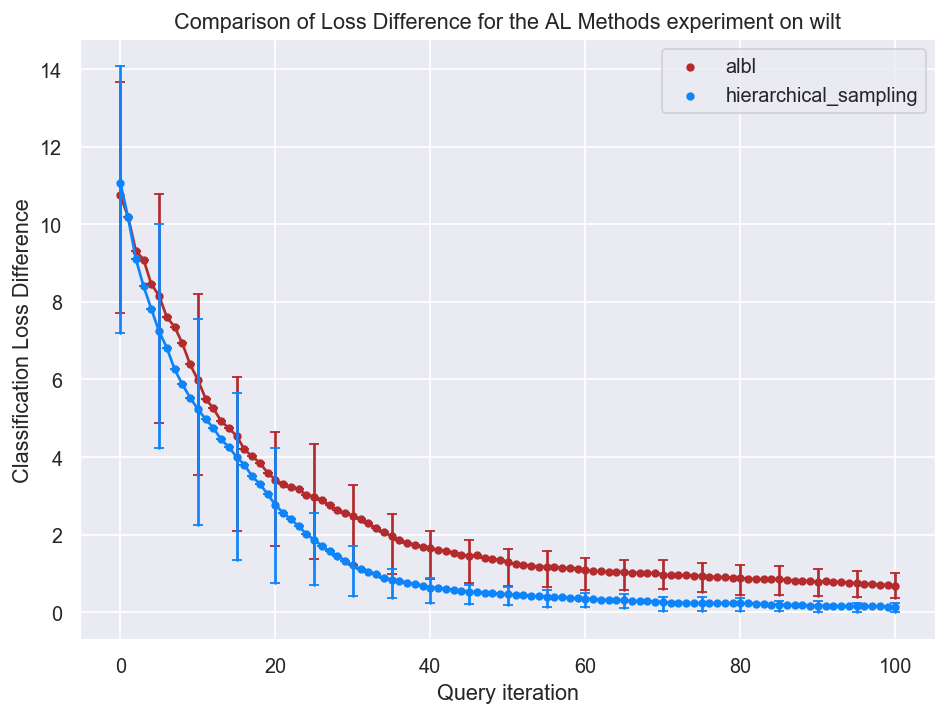 Comparison of Loss Difference for the AL Methods experiment on wilt
albl
hierarchical_sampling
Classification Loss Difference
14
12
10
8
6
4
2
0
0
20
40
60
80
100
Query iteration